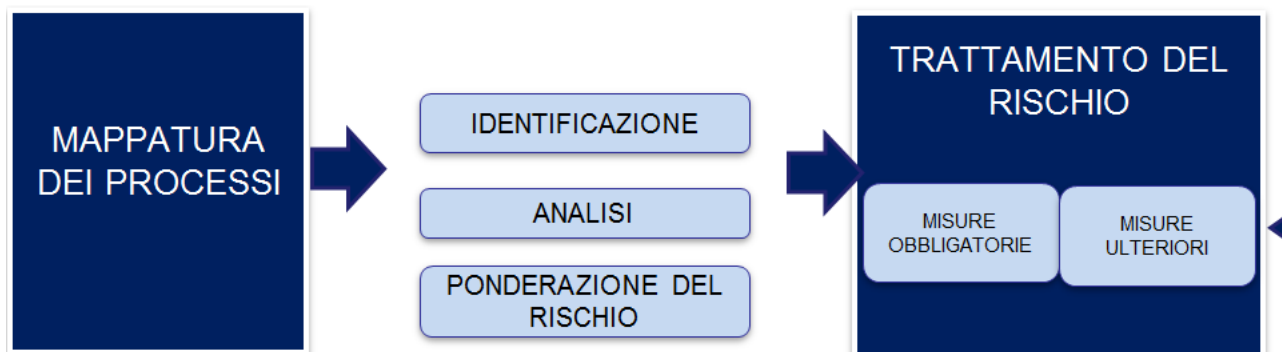 MAPPATURA
DEI PROCESSI
IDENTIFICAZIONE
ANALISI
PONDERAZIONE DEL
RISCHIO
TRATTAMENTO DEL
RISCHIO
MISURE
OBBLIGATORIE
MISURE
ULTERIORI